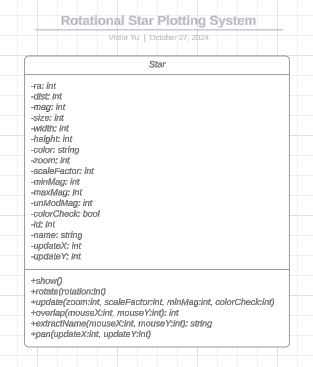 Rotational Star Plotting System
Victor Yu | October 27, 2024
Star
-ra: int
-dist: int
-mag: int
-size: int
-width: int
-height: int
-color: string
-zoom: int
-scaleFactor: int
-minMag: int
-maxMag: int
-unModMag: int
-colorCheck: bool
-id: int
-name: string
-updateX: int
-updateY: int
+show()
+rotate(rotation:int)
+update(zoom:int, scaleFactor:int, minMag:int, colorCheck:int)
+overlap(mouseX:int, mouseY:int): int
+extractName(mouseX:int, mouseY:int): string
+pan(updateX:int, updateY:int)